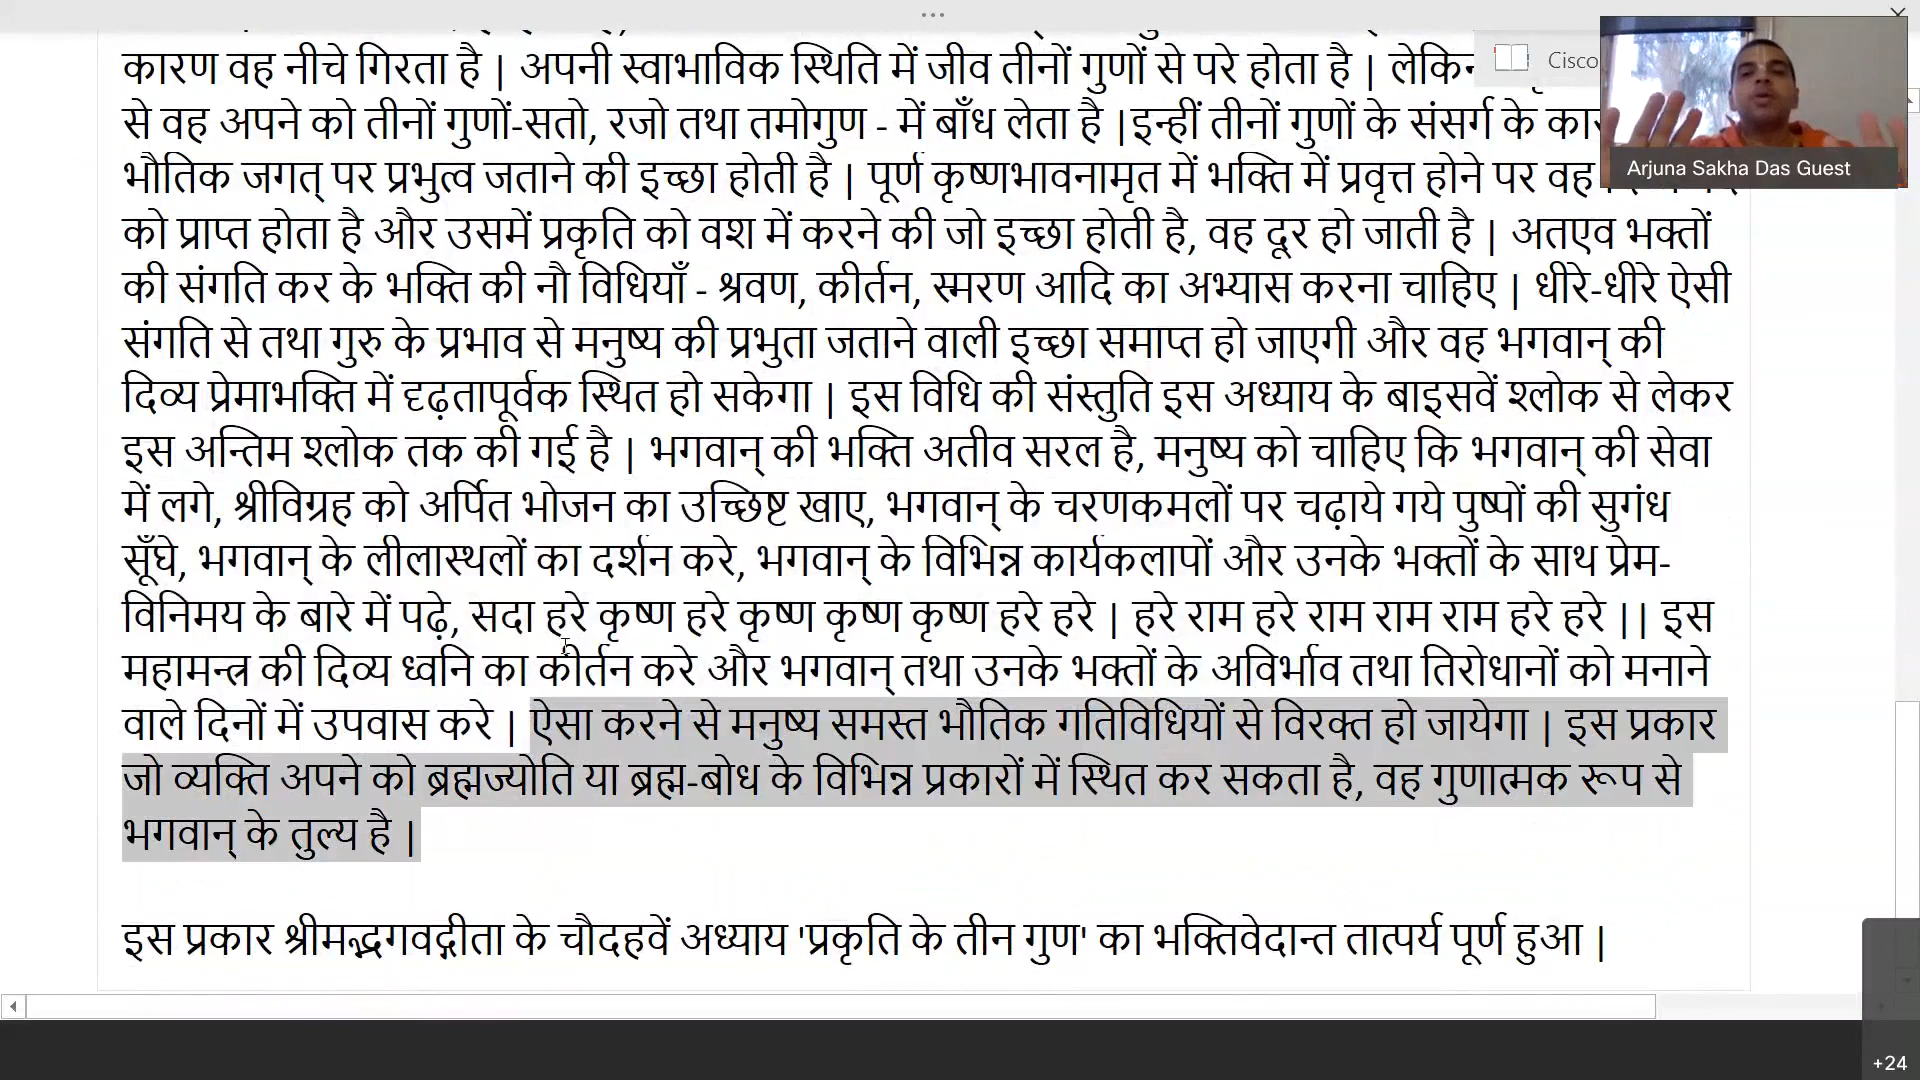 कारण वह नीचे गिरता है | अपनी स्वाभाविक स्थिति में जीव तीनों गुणों से परे होता है |
Cisco
से वह अपने को तीनों गुणों-सतो, रजो तथा तमोगुण - में बाँध लेता है |इन्हीं तीनों गुणों के संसर्ग के
भौतिक जगत् पर प्रभुत्व जताने की इच्छा होती है | पूर्ण कृष्णभावनामृत में भक्ति में प्रवृत्त होने पर वह
Arjuna Sakha Das Guest
को प्राप्त होता है और उसमें प्रकृति को वश में करने की जो इच्छा होती है, वह दूर हो जाती है | अतएव भक्तों
की संगति कर के भक्ति की नौ विधियाँ - श्रवण, कीर्तन, स्मरण आदि का अभ्यास करना चाहिए | धीरे-धीरे ऐसी
संगति से तथा गुरु के प्रभाव से मनुष्य की प्रभुता जताने वाली इच्छा समाप्त हो जाएगी और वह भगवान् की
दिव्य प्रेमाभक्ति में दृढ़तापूर्वक स्थित हो सकेगा | इस विधि की संस्तुति इस अध्याय के बाइसवें श्लोक से लेकर
इस अन्तिम श्लोक तक की गई है | भगवान् की भक्ति अतीव सरल है, मनुष्य को चाहिए कि भगवान् की सेवा
में लगे, श्रीविग्रह को अर्पित भोजन का उच्छिष्ट खाए, भगवान् के चरणकमलों पर चढ़ाये गये पुष्पों की सुगंध
सूँघे, भगवान् के लीलास्थलों का दर्शन करे, भगवान् के विभिन्न कार्यकलापों और उनके भक्तों के साथ प्रेम-
विनिमय के बारे में पढ़े, सदा हरे कृष्ण हरे कृष्ण कृष्ण कृष्ण हरे हरे | हरे राम हरे राम राम राम हरे हरे || इस
महामन्त्र की दिव्य ध्वनि का कीर्तन करे और भगवान् तथा उनके भक्तों के अविर्भाव तथा तिरोधानों को मनाने
वाले दिनों में उपवास करे | ऐसा करने से मनुष्य समस्त भौतिक गतिविधियों से विरक्त हो जायेगा | इस प्रकार
जो व्यक्ति अपने को ब्रह्मज्योति या ब्रह्म-बोध के विभिन्न प्रकारों में स्थित कर सकता है, वह गुणात्मक रूप से
भगवान् के तुल्य है |
इस प्रकार श्रीमद्भगवद्गीता के चौदहवें अध्याय 'प्रकृति के तीन गुण' का भक्तिवेदान्त तात्पर्य पूर्ण हुआ |
+24